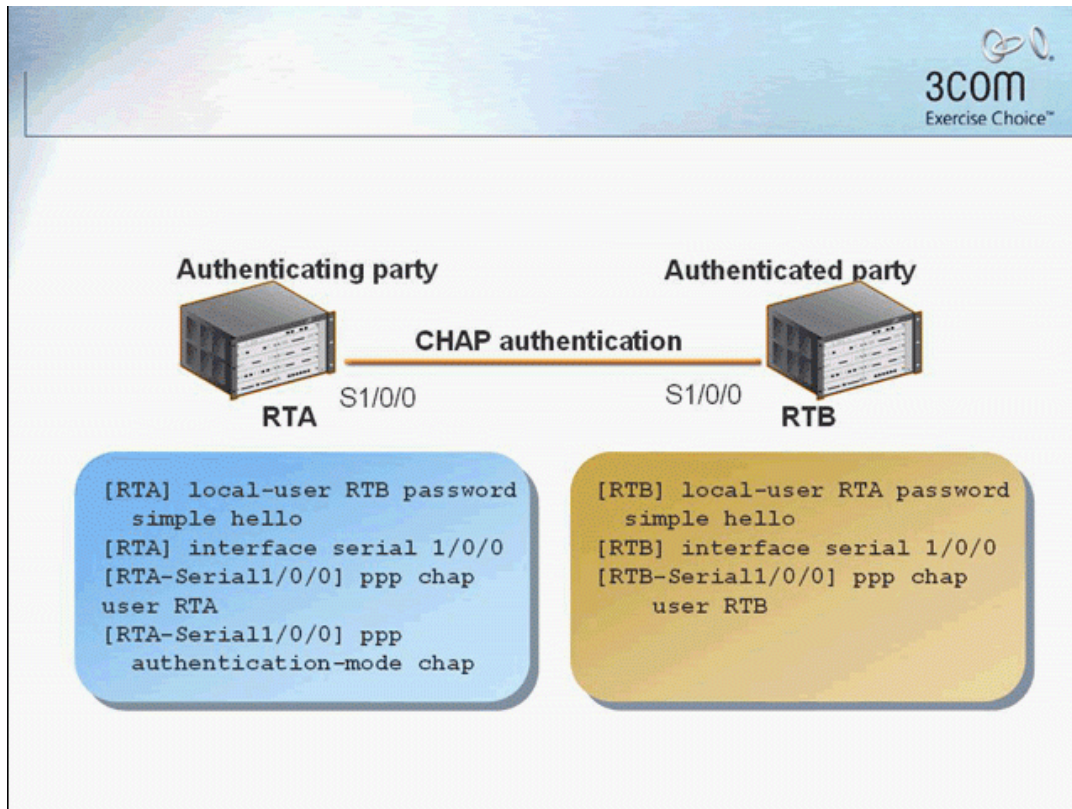 3COM
Exercise Choice™
Authenticating party
Authenticated party
CHAP authentication
S1/0/0
S1/0/0
RTA
RTB
[RTA] local-user RTB password
simple hello
[RTA] interface serial 1/0/0
[RTA-Serial1/0/0] ppp chap
user RTA
[RTA-Serial1/0/0] ppp
authentication-mode chap
[RTB] local-user RTA password
simple hello
[RTB] interface serial 1/0/0
[RTB-Serial1/0/0] ppp chap
user RTB